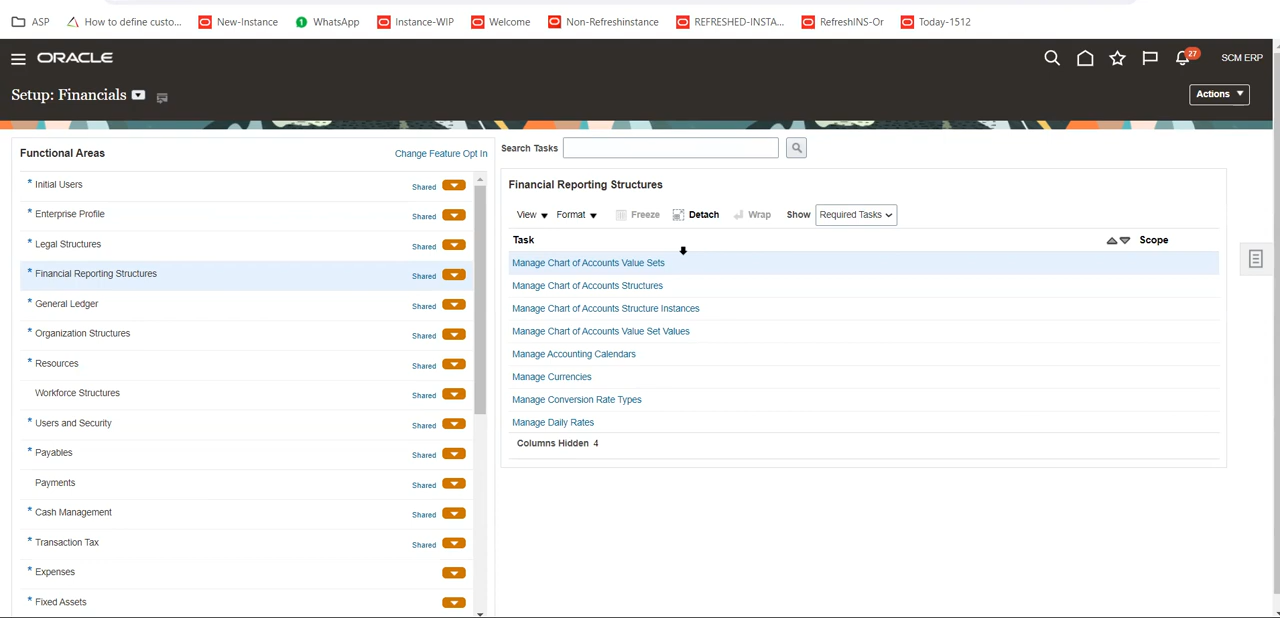 ASP How to define custo... New-Instance WhatsApp Instance-WIP Welcome Non-Refreshinstance REFRESHED-INSTA... RefreshINS-Or Today-1512
ORACLE 27 SCM ERP
Setup: Financials Actions
Functional Areas Change Feature Opt In
* Initial Users Shared
* Enterprise Profile Shared
* Legal Structures Shared
* Financial Reporting Structures Shared
* General Ledger Shared
* Organization Structures Shared
* Resources Shared
Workforce Structures Shared
* Users and Security Shared
* Payables Shared
Payments Shared
* Cash Management Shared
* Transaction Tax Shared
* Expenses
* Fixed Assets
Search Tasks
Financial Reporting Structures
View Format Freeze Detach Wrap Show Required Tasks
Task Scope
Manage Chart of Accounts Value Sets
Manage Chart of Accounts Structures
Manage Chart of Accounts Structure Instances
Manage Chart of Accounts Value Set Values
Manage Accounting Calendars
Manage Currencies
Manage Conversion Rate Types
Manage Daily Rates
Columns Hidden 4